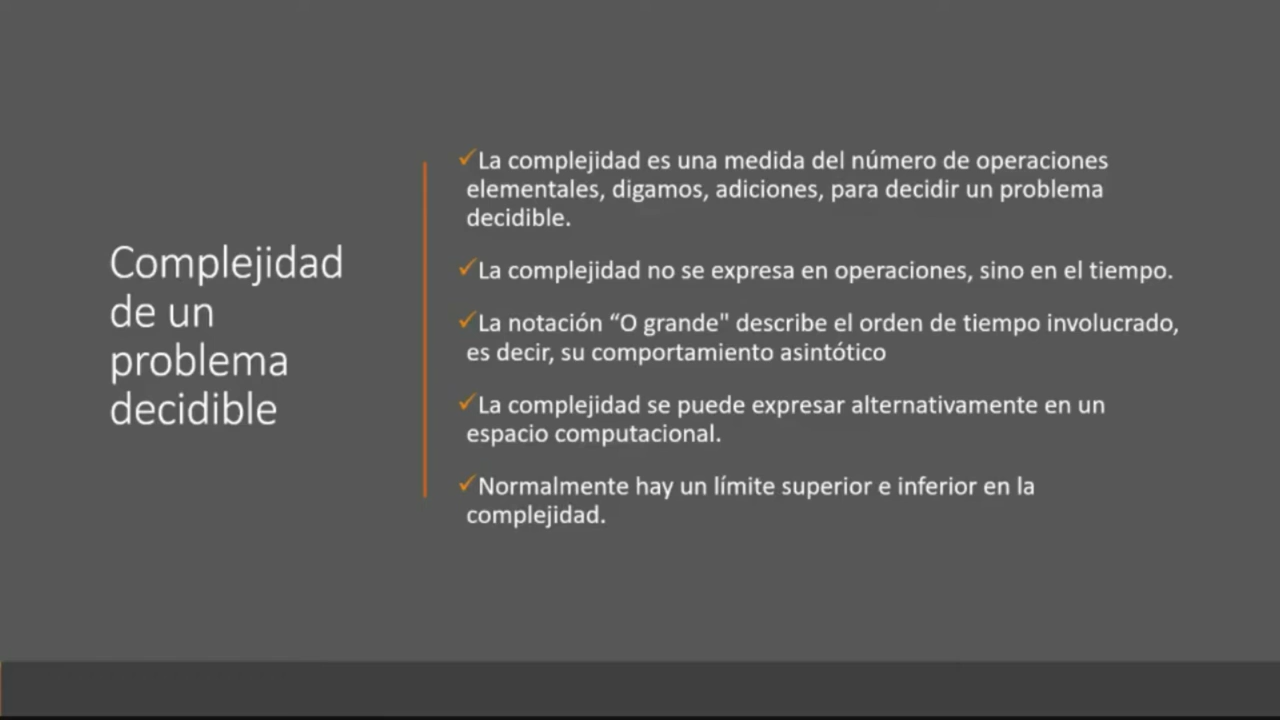 Complejidad
de un
problema
decidible
✓La complejidad es una medida del número de operaciones
elementales, digamos, adiciones, para decidir un problema
decidible.
✓La complejidad no se expresa en operaciones, sino en el tiempo.
✓La notación “O grande" describe el orden de tiempo involucrado,
es decir, su comportamiento asintótico
✓La complejidad se puede expresar alternativamente en un
espacio computacional.
✓Normalmente hay un límite superior e inferior en la
complejidad.